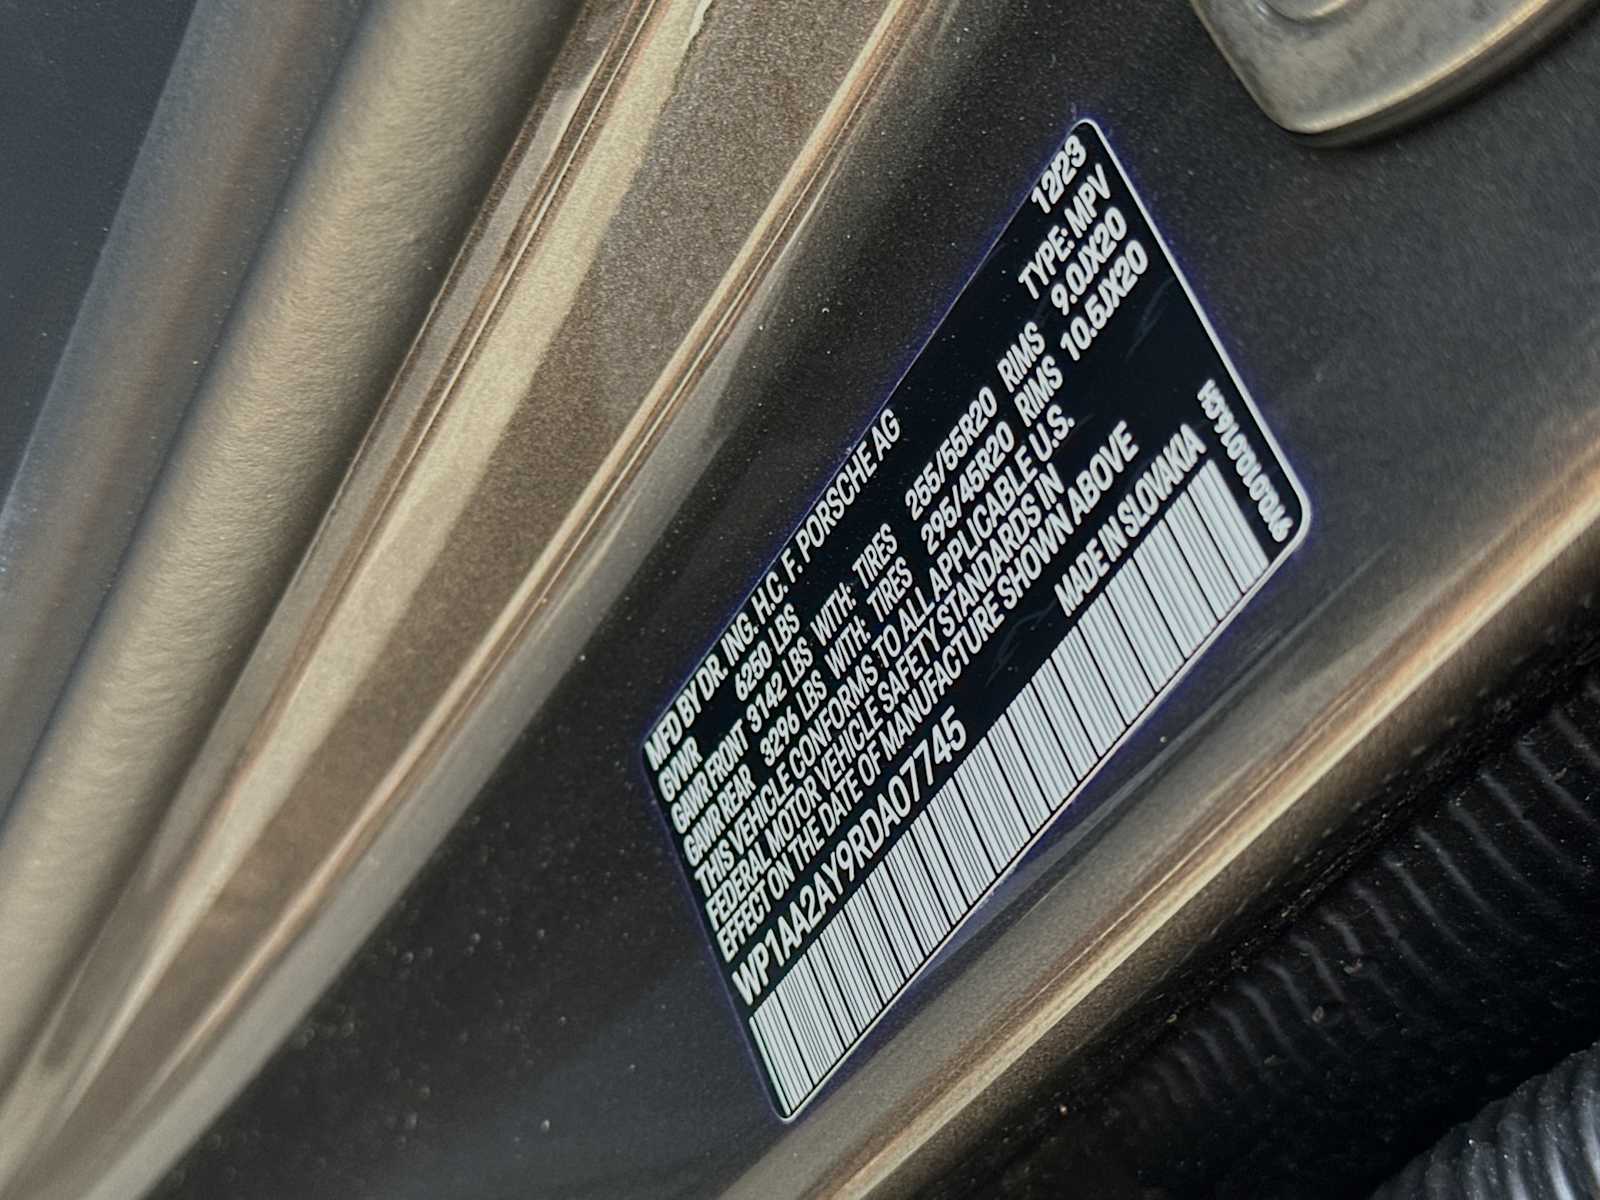 MFD BY DR. ING. H.C. F. PORSCHE AG 12/23
GVWR 6250 LBS TYPE: MPV
GAWR FRONT 3142 LBS WITH: TIRES 255/55R20 RIMS 9.0JX20
GAWR REAR 3296 LBS WITH: TIRES 295/45R20 RIMS 10.5JX20
THIS VEHICLE CONFORMS TO ALL APPLICABLE U.S.
FEDERAL MOTOR VEHICLE SAFETY STANDARDS IN
EFFECT ON THE DATE OF MANUFACTURE SHOWN ABOVE
WP1AA2AY9RDA07745 MADE IN SLOVAKIA